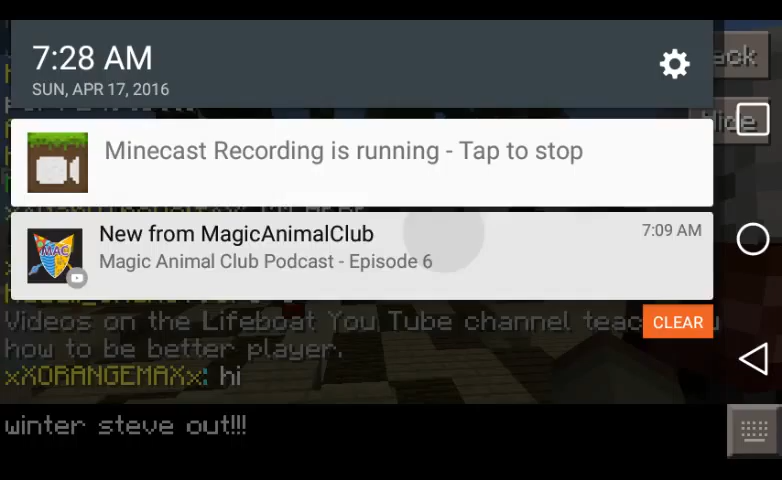 7:28 AM
SUN, APR 17, 2016
ack
Hide
Minecast Recording is running - Tap to stop
New from MagicAnimalClub
7:09 AM
Magic Animal Club Podcast - Episode 6
MAC
CLEAR
Videos on the Lifeboat You Tube channel teac
how to be better player.
xXORANGEMAXx: hi
winter steve out!!!